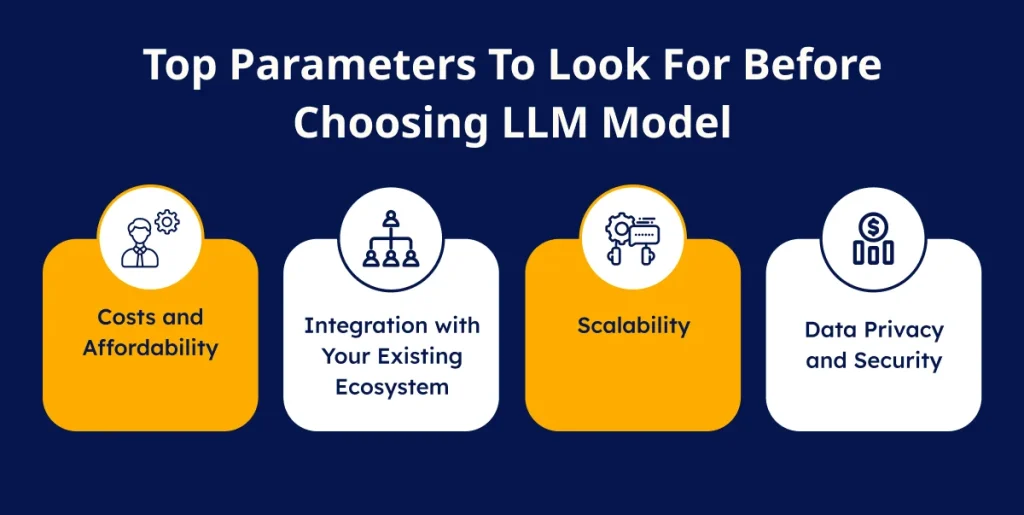 Top Parameters To Look For Before
Choosing LLM Model
Costs and
Affordability
Integration with
Your Existing
Ecosystem
Scalability
Data Privacy
and Security